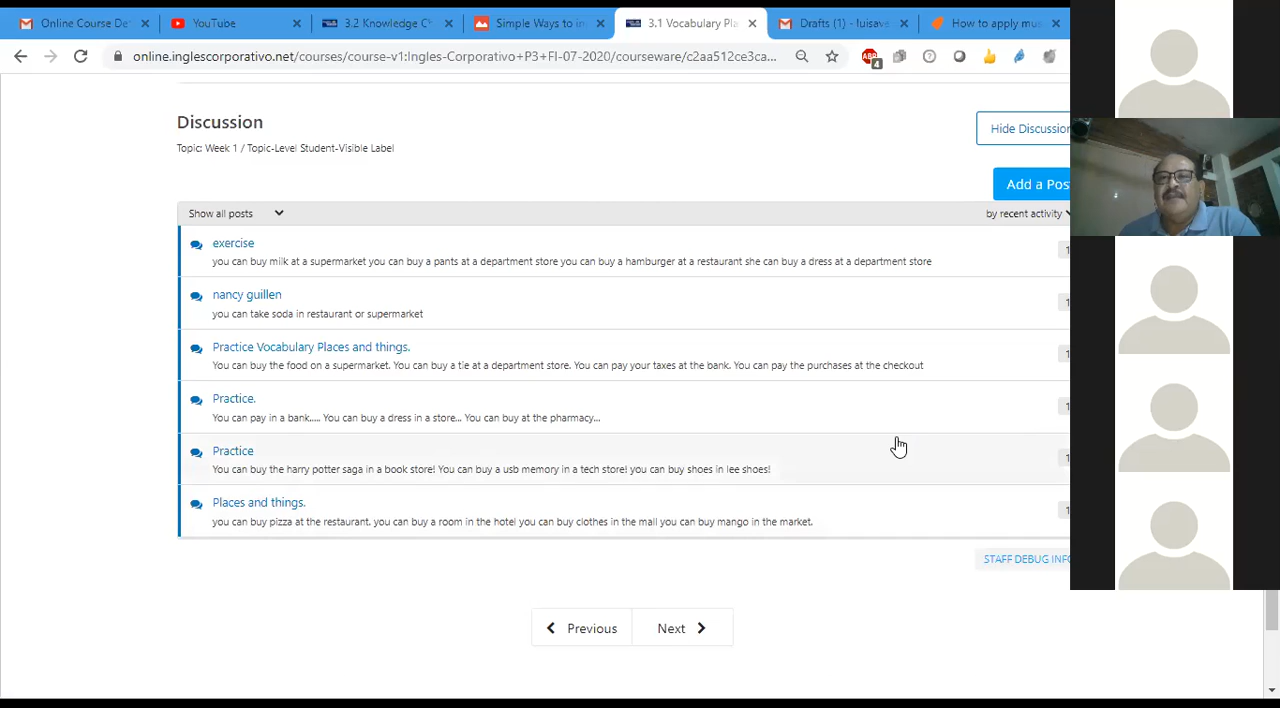 Online Course De
YouTube
3.2 Knowledge C
Simple Ways to in
3.1 Vocabulary Pla
Drafts (1) - luisave
How to apply mus
online.inglescorporativo.net/courses/course-v1:Ingles-Corporativo+P3+FI-07-2020/courseware/c2aa512ce3ca...
ABP
4
Discussion
Hide Discussion
Topic: Week 1 / Topic-Level Student-Visible Label
Add a Pos
Show all posts
by recent activity
exercise
you can buy milk at a supermarket you can buy a pants at a department store you can buy a hamburger at a restaurant she can buy a dress at a department store
1
nancy guillen
you can take soda in restaurant or supermarket
1
Practice Vocabulary Places and things.
You can buy the food on a supermarket. You can buy a tie at a department store. You can pay your taxes at the bank. You can pay the purchases at the checkout
1
Practice.
You can pay in a bank..... You can buy a dress in a store... You can buy at the pharmacy...
1
Practice
You can buy the harry potter saga in a book store! You can buy a usb memory in a tech store! you can buy shoes in lee shoes!
1
Places and things.
you can buy pizza at the restaurant. you can buy a room in the hotel you can buy clothes in the mall you can buy mango in the market.
1
STAFF DEBUG INFO
Previous
Next